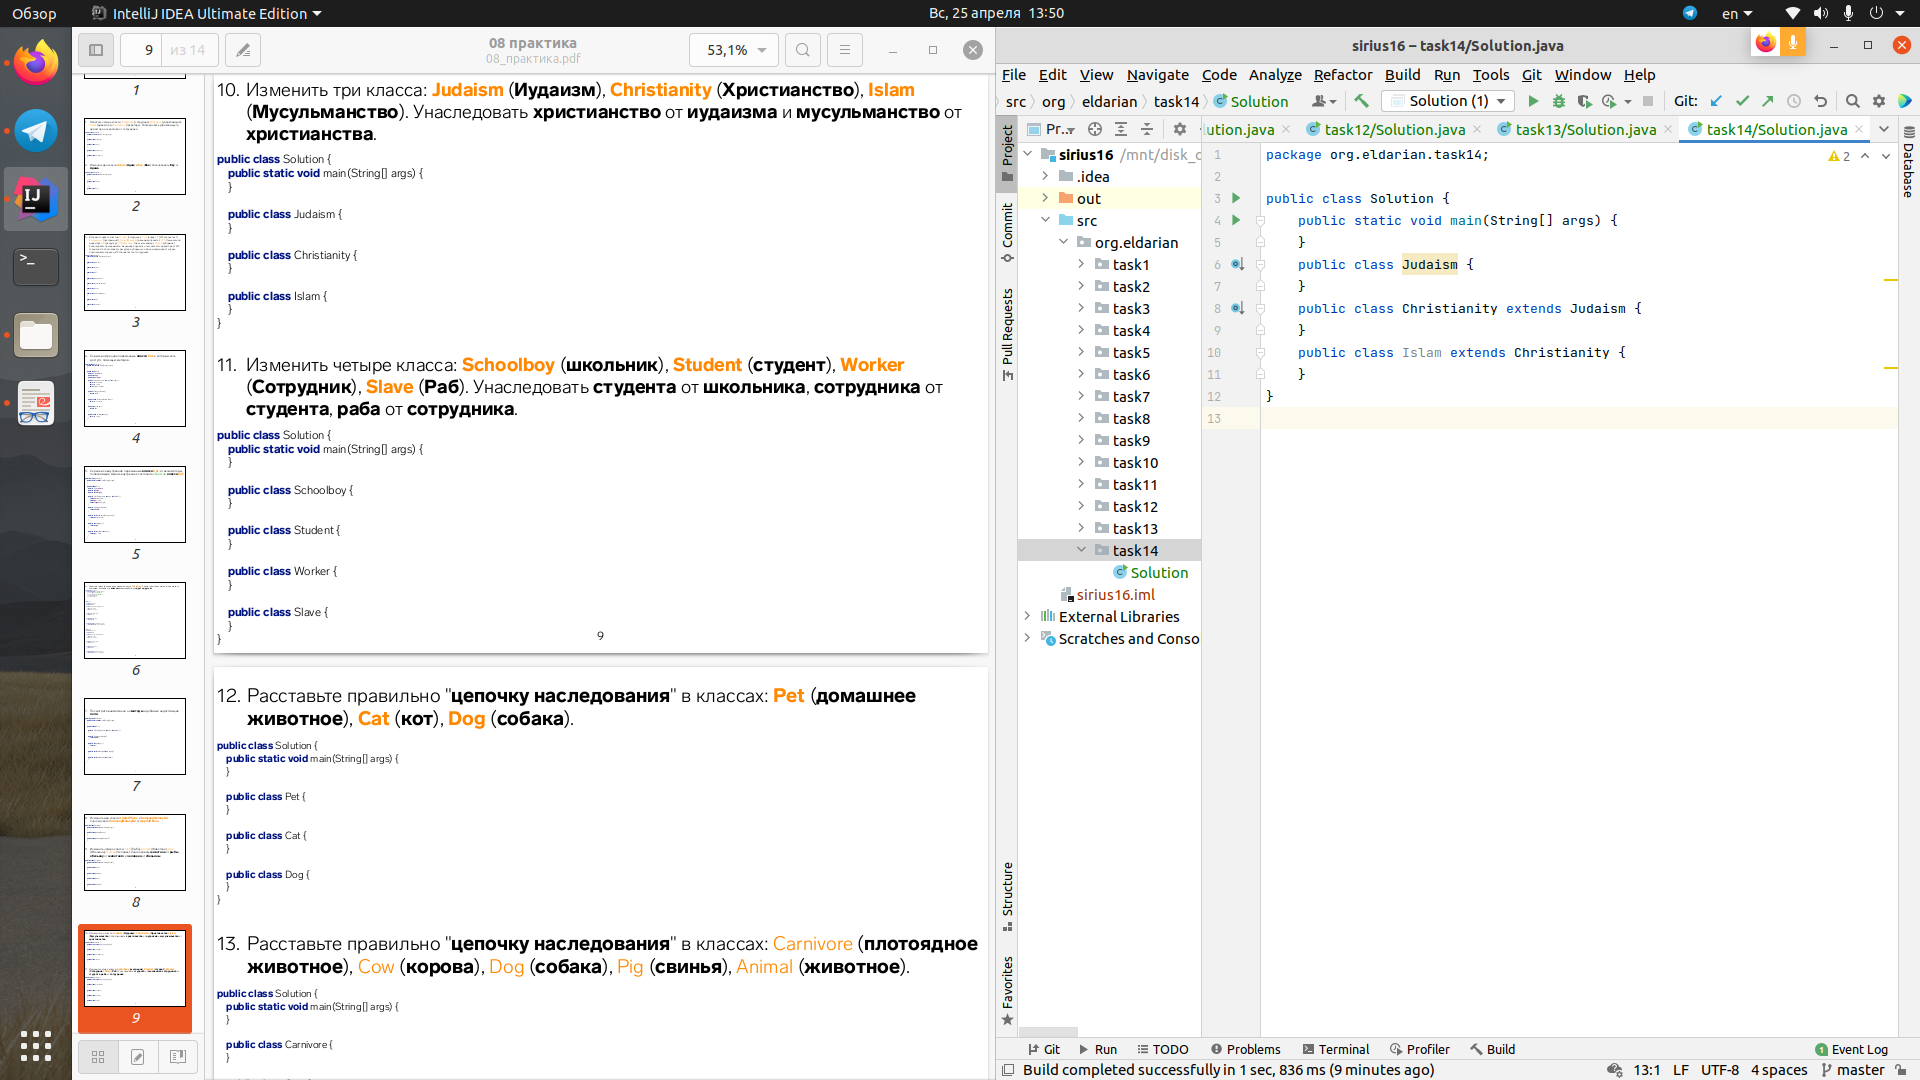 Обзор
IntelliJ IDEA Ultimate Edition
Вс, 25 апреля 13:50
en
9 из 14
08 практика
08_практика.pdf
53,1%
1
2
3
4
5
6
7
8
9
10. Изменить три класса: Judaism (Иудаизм), Christianity (Христианство), Islam
(Мусульманство). Унаследовать христианство от иудаизма и мусульманство от
христианства.
public class Solution {
public static void main(String[] args) {
}
public class Judaism {
}
public class Christianity {
}
public class Islam {
}
}
11. Изменить четыре класса: Schoolboy (школьник), Student (студент), Worker
(Сотрудник), Slave (Раб). Унаследовать студента от школьника, сотрудника от
студента, раба от сотрудника.
public class Solution {
public static void main(String[] args) {
}
public class Schoolboy {
}
public class Student {
}
public class Worker {
}
public class Slave {
}
}
9
12. Расставьте правильно "цепочку наследования" в классах: Pet (домашнее
животное), Cat (кот), Dog (собака).
public class Solution {
public static void main(String[] args) {
}
public class Pet {
}
public class Cat {
}
public class Dog {
}
}
13. Расставьте правильно "цепочку наследования" в классах: Carnivore (плотоядное
животное), Cow (корова), Dog (собака), Pig (свинья), Animal (животное).
public class Solution {
public static void main(String[] args) {
}
public class Carnivore {
}
sirius16 – task14/Solution.java
File Edit View Navigate Code Analyze Refactor Build Run Tools Git Window Help
src org eldarian task14 Solution
Solution (1)
Git:
Pr...
ution.java
task12/Solution.java
task13/Solution.java
task14/Solution.java
Project
Commit
Pull Requests
Structure
Favorites
Database
sirius16 /mnt/disk_
.idea
out
src
org.eldarian
task1
task2
task3
task4
task5
task6
task7
task8
task9
task10
task11
task12
task13
task14
Solution
sirius16.iml
External Libraries
Scratches and Conso
2
1 package org.eldarian.task14;
2
3 public class Solution {
4 public static void main(String[] args) {
5 }
6 public class Judaism {
7 }
8 public class Christianity extends Judaism {
9 }
10 public class Islam extends Christianity {
11 }
12 }
13
Git Run TODO Problems Terminal Profiler Build
1 Event Log
Build completed successfully in 1 sec, 836 ms (9 minutes ago)
13:1 LF UTF-8 4 spaces master